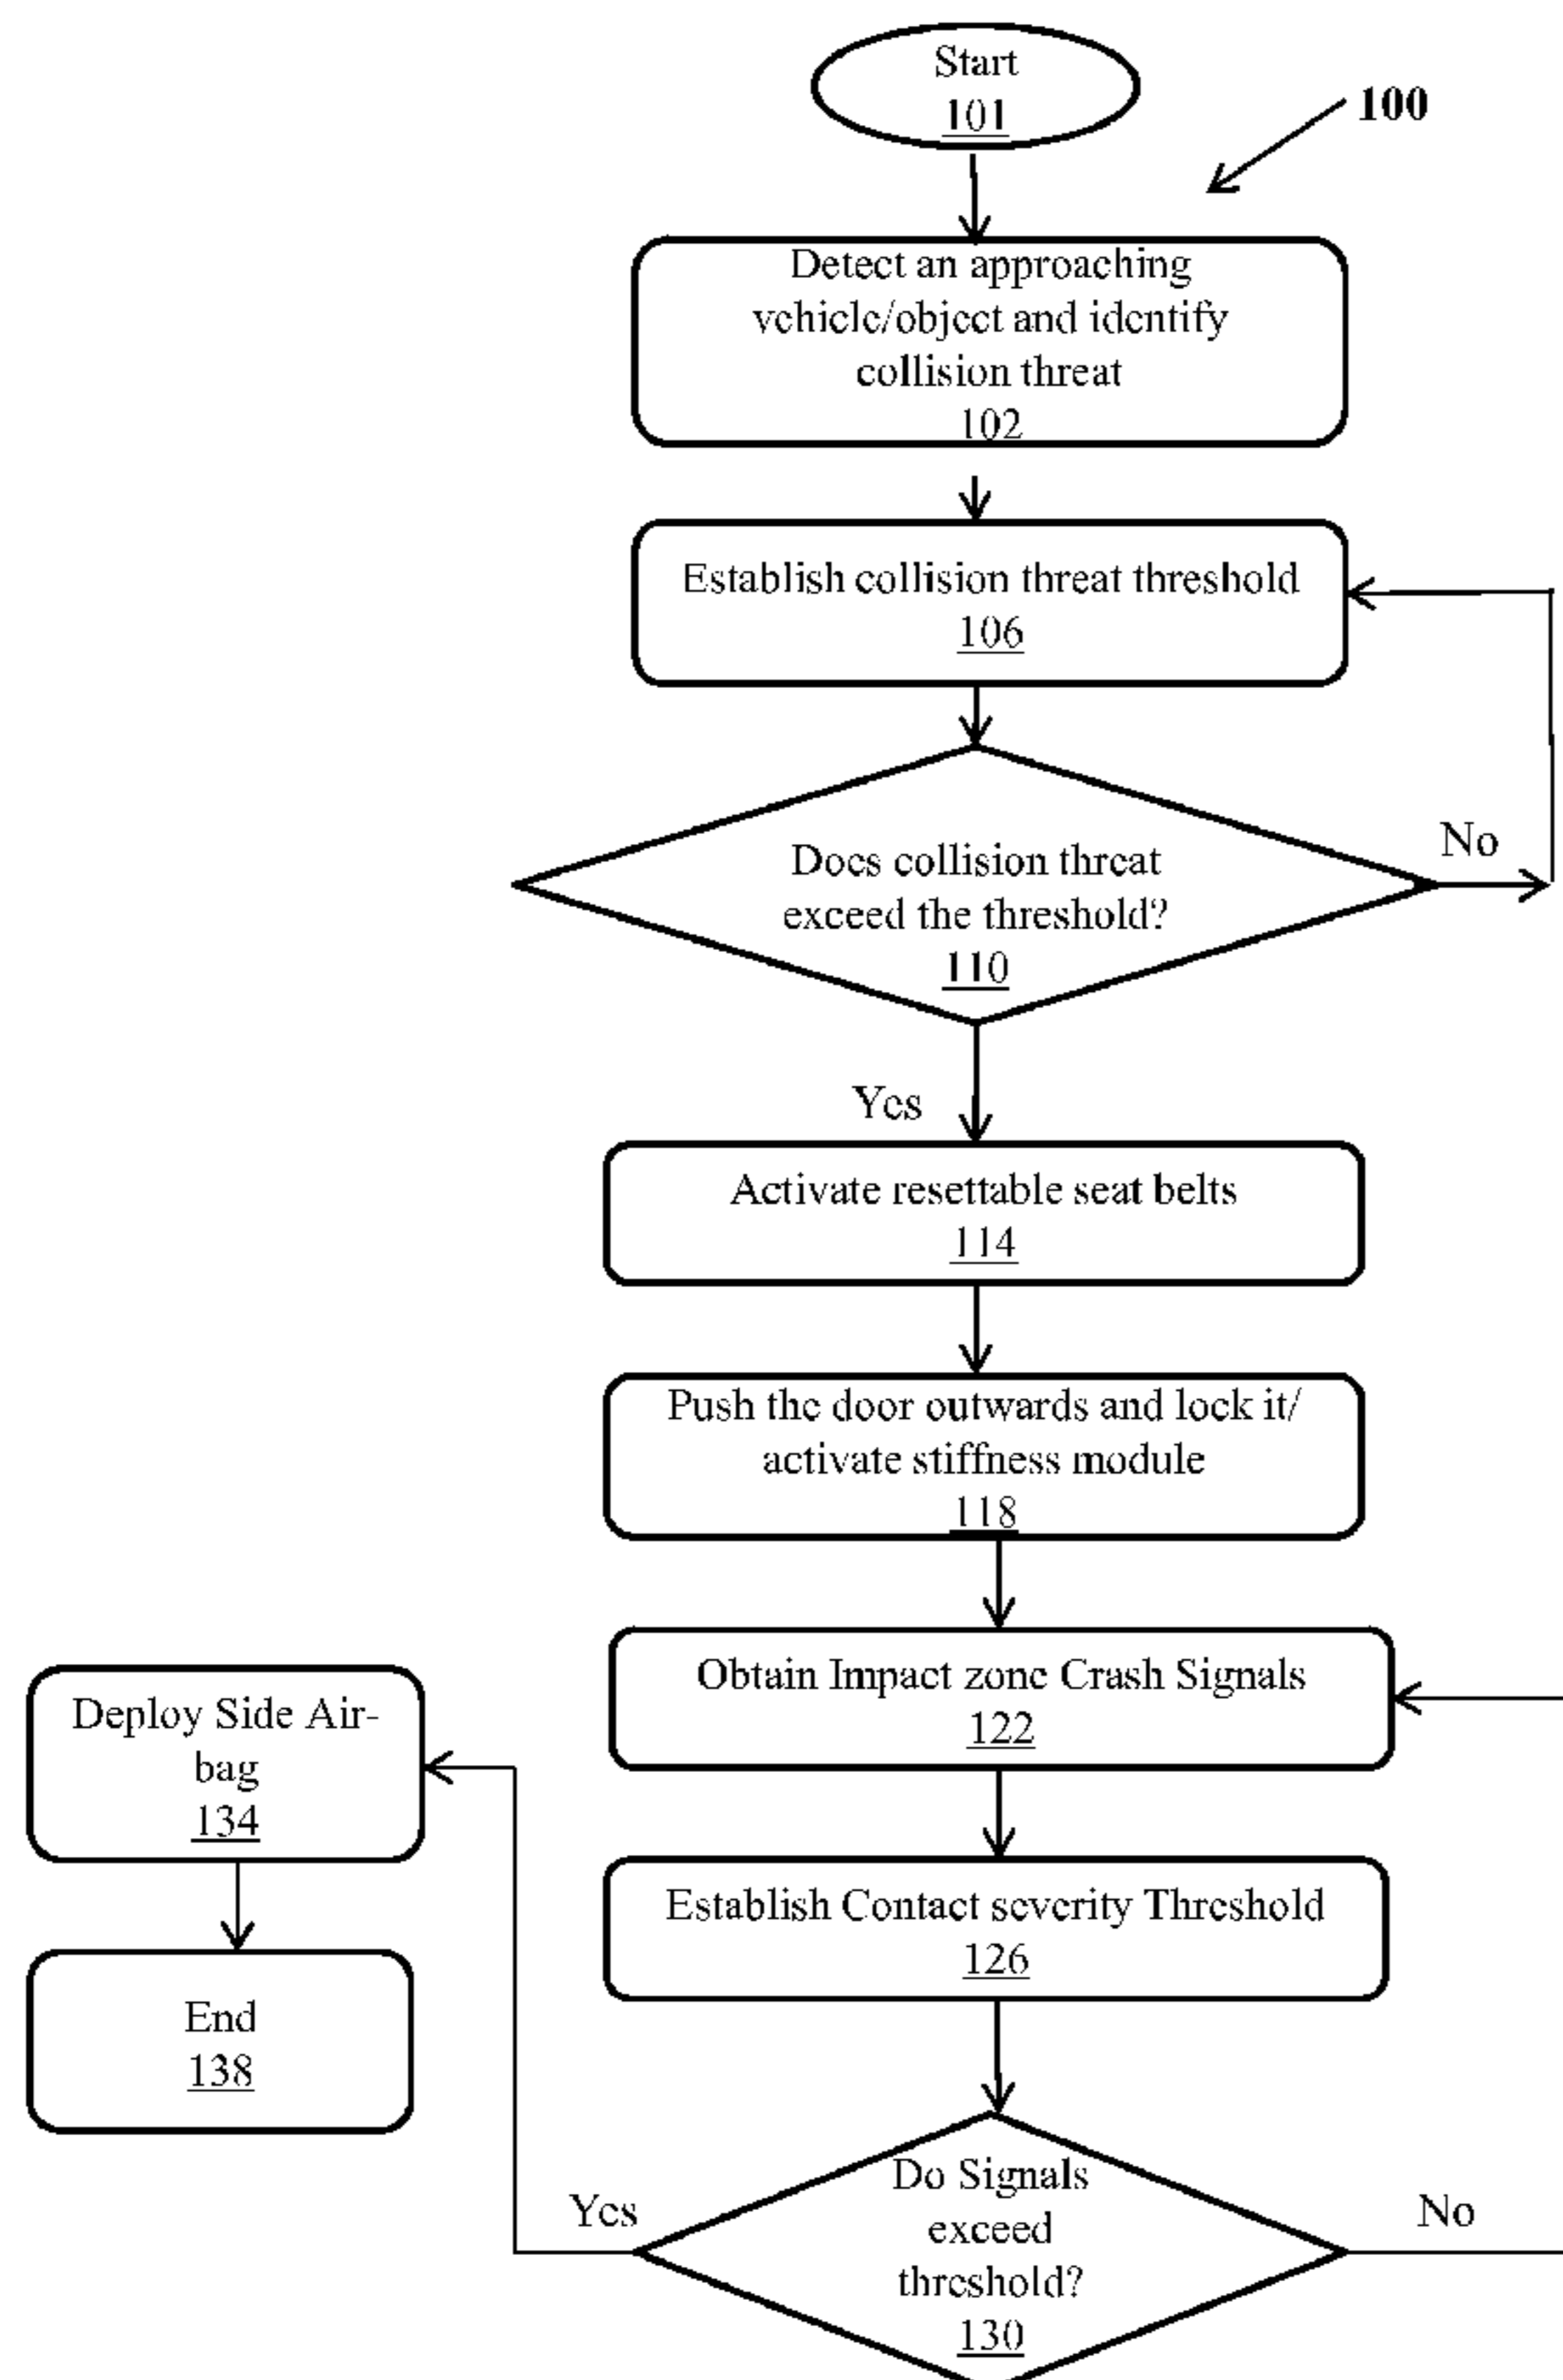 Start
101
100
Detect an approaching
vehicle/object and identify
collision threat
102
Establish collision threat threshold
106
Does collision threat
exceed the threshold?
110
No
Yes
Activate resettable seat belts
114
Push the door outwards and lock it/
activate stiffness module
118
Obtain Impact zone Crash Signals
122
Deploy Side Air-
bag
134
Establish Contact severity Threshold
126
End
138
Do Signals
exceed
threshold?
130
Yes
No